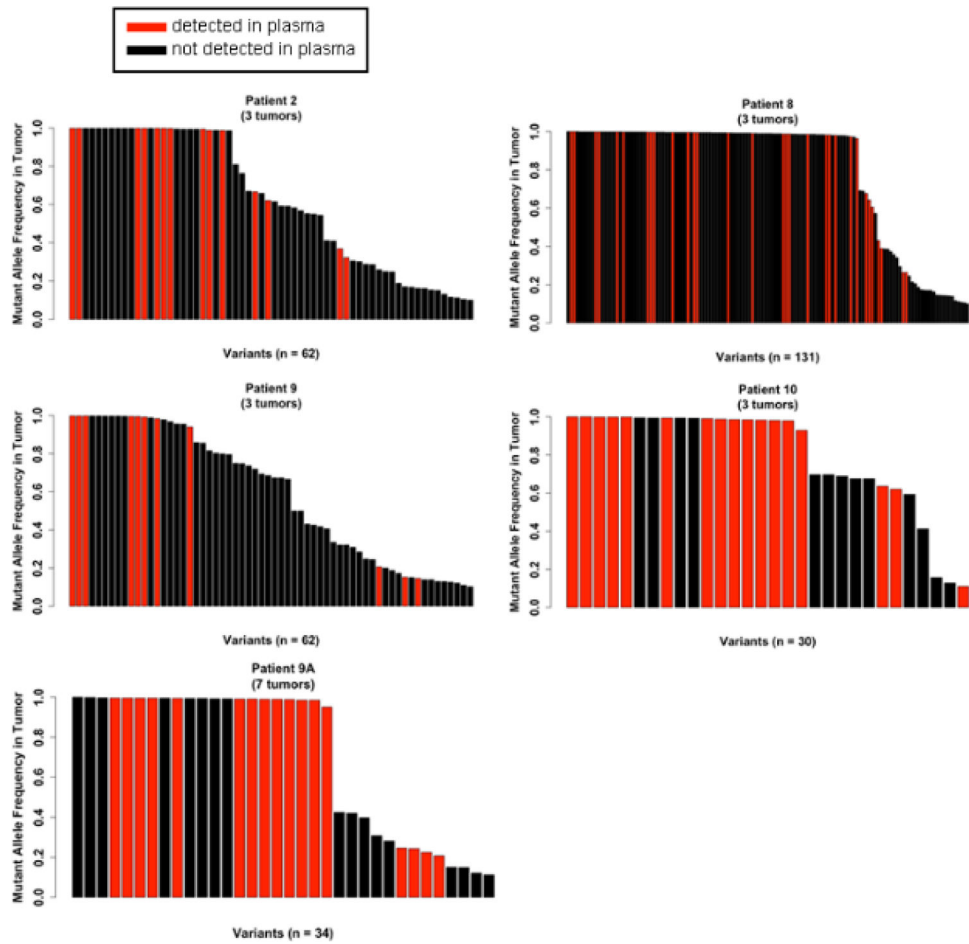 detected in plasma
not detected in plasma
Patient 2
(3 tumors)
Mutant Allele Frequency in Tumor
0.0 0.2 0.4 0.6 0.8 1.0
Variants (n = 62)
Patient 8
(3 tumors)
Mutant Allele Frequency in Tumor
0.0 0.2 0.4 0.6 0.8 1.0
Variants (n = 131)
Patient 9
(3 tumors)
Mutant Allele Frequency in Tumor
0.0 0.2 0.4 0.6 0.8 1.0
Variants (n = 62)
Patient 10
(3 tumors)
Mutant Allele Frequency in Tumor
0.0 0.2 0.4 0.6 0.8 1.0
Variants (n = 30)
Patient 9A
(7 tumors)
Mutant Allele Frequency in Tumor
0.0 0.2 0.4 0.6 0.8 1.0
Variants (n = 34)